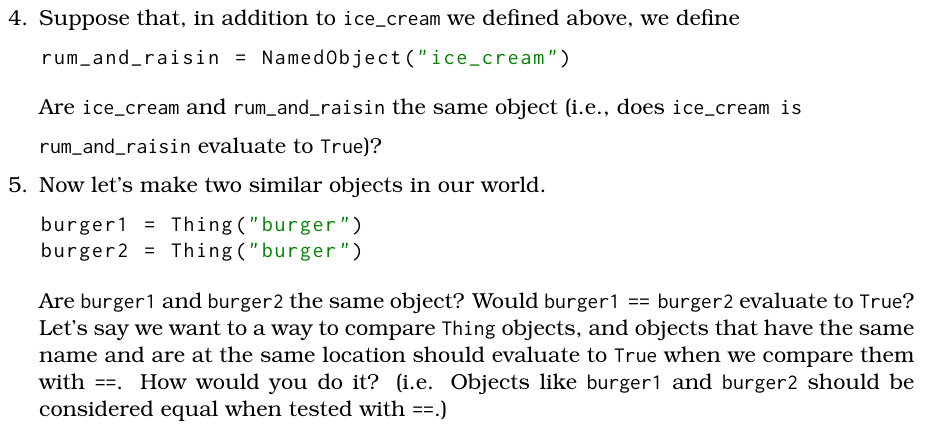 4. Suppose that, in addition to ice_cream we defined above, we define
rum_and_raisin = NamedObject("ice_cream")
Are ice_cream and rum_and_raisin the same object (i.e., does ice_cream is
rum_and_raisin evaluate to True)?
5. Now let's make two similar objects in our world.
burger1 = Thing("burger")
burger2 = Thing("burger")
Are burger1 and burger2 the same object? Would burger1 == burger2 evaluate to True?
Let's say we want to a way to compare Thing objects, and objects that have the same
name and are at the same location should evaluate to True when we compare them
with ==. How would you do it? (i.e. Objects like burger1 and burger2 should be
considered equal when tested with ==.)